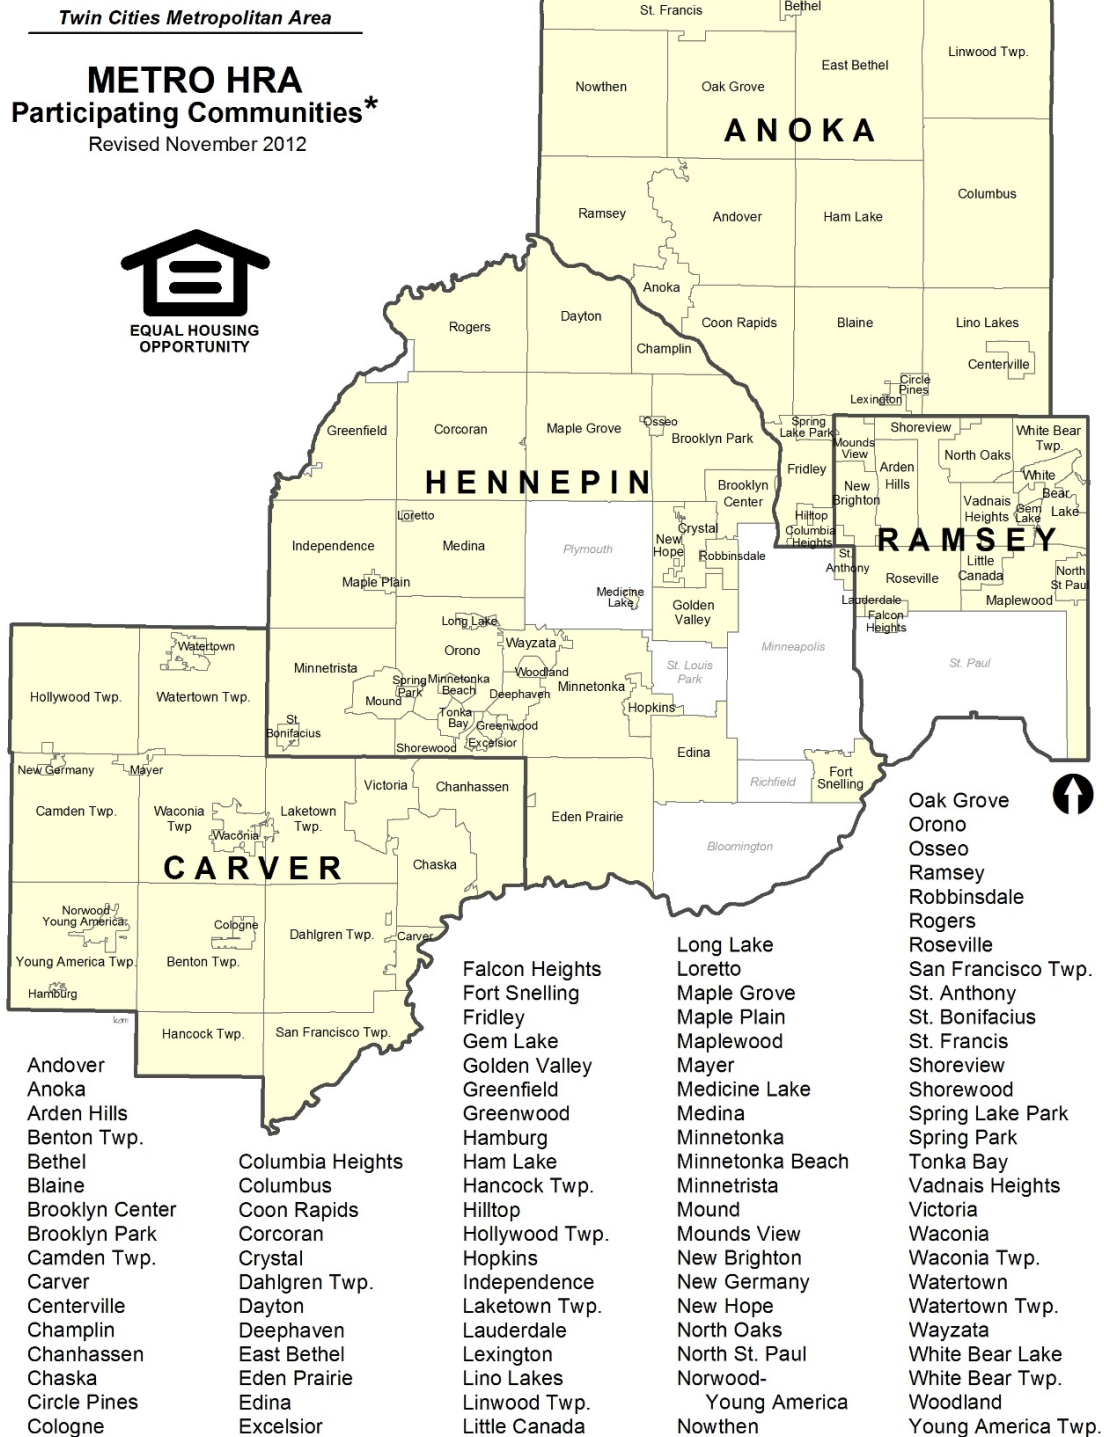 Twin Cities Metropolitan Area
METRO HRA
Participating Communities*
Revised November 2012
EQUAL HOUSING
OPPORTUNITY
St. Francis
Bethel
Linwood Twp.
East Bethel
Nowthen
Oak Grove
ANOKA
Columbus
Ramsey
Andover
Ham Lake
Anoka
Coon Rapids
Blaine
Lino Lakes
Centerville
Circle
Pines
Lexington
Rogers
Dayton
Champlin
Greenfield
Corcoran
Maple Grove
Osseo
Brooklyn Park
HENNEPIN
Brooklyn
Center
Spring
Lake Park
Fridley
Hilltop
Columbia
Heights
Mounds
View
Shoreview
White Bear
Twp.
North Oaks
Arden
Hills
New
Brighton
White
Bear
Lake
Vadnais
Heights
Gem
Lake
RAMSEY
St.
Anthony
Roseville
Little
Canada
North
St Paul
Maplewood
Lauderdale
Falcon
Heights
St. Paul
Loretto
Independence
Medina
Plymouth
New
Hope
Crystal
Robbinsdale
Maple Plain
Medicine
Lake
Golden
Valley
Minneapolis
Long Lake
Orono
Wayzata
Woodland
Minnetrista
Spring
Park
Minnetonka
Beach
Deephaven
Minnetonka
St. Louis
Park
Mound
Tonka
Bay
Greenwood
Hopkins
St
Bonifacius
Shorewood
Excelsior
Edina
Richfield
Fort
Snelling
Eden Prairie
Bloomington
Watertown
Hollywood Twp.
Watertown Twp.
New Germany
Mayer
Victoria
Chanhassen
Camden Twp.
Waconia
Twp
Waconia
Laketown
Twp.
CARVER
Chaska
Norwood
Young America
Cologne
Dahlgren Twp.
Carver
Young America Twp.
Benton Twp.
Hamburg
kam
Hancock Twp.
San Francisco Twp.
Andover
Anoka
Arden Hills
Benton Twp.
Bethel
Blaine
Brooklyn Center
Brooklyn Park
Camden Twp.
Carver
Centerville
Champlin
Chanhassen
Chaska
Circle Pines
Cologne
Columbia Heights
Columbus
Coon Rapids
Corcoran
Crystal
Dahlgren Twp.
Dayton
Deephaven
East Bethel
Eden Prairie
Edina
Excelsior
Falcon Heights
Fort Snelling
Fridley
Gem Lake
Golden Valley
Greenfield
Greenwood
Hamburg
Ham Lake
Hancock Twp.
Hilltop
Hollywood Twp.
Hopkins
Independence
Laketown Twp.
Lauderdale
Lexington
Lino Lakes
Linwood Twp.
Little Canada
Long Lake
Loretto
Maple Grove
Maple Plain
Maplewood
Mayer
Medicine Lake
Medina
Minnetonka
Minnetonka Beach
Minnetrista
Mound
Mounds View
New Brighton
New Germany
New Hope
North Oaks
North St. Paul
Norwood-
Young America
Nowthen
Oak Grove
Orono
Osseo
Ramsey
Robbinsdale
Rogers
Roseville
San Francisco Twp.
St. Anthony
St. Bonifacius
St. Francis
Shoreview
Shorewood
Spring Lake Park
Spring Park
Tonka Bay
Vadnais Heights
Victoria
Waconia
Waconia Twp.
Watertown
Watertown Twp.
Wayzata
White Bear Lake
White Bear Twp.
Woodland
Young America Twp.